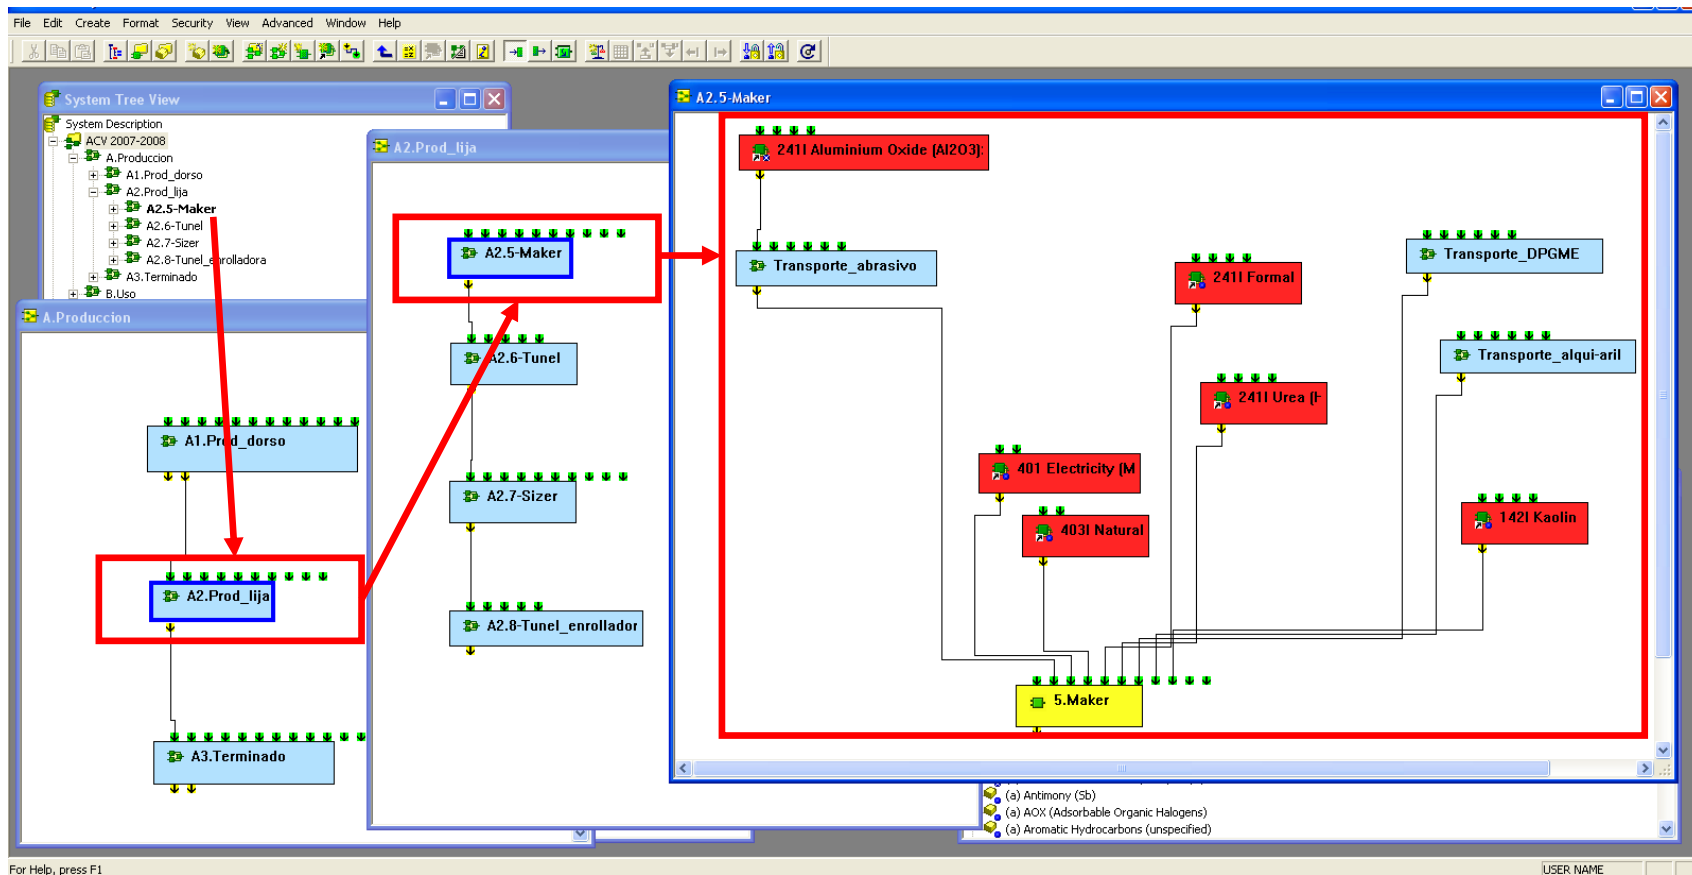 File Edit Create Format Security View Advanced Window Help
System Tree View
System Description
ACV 2007-2008
A.Produccion
A1.Prod_dorso
A2.Prod_lija
A2.5-Maker
A2.6-Tunel
A2.7-Sizer
A2.8-Tunel_enrolladora
A3.Terminado
B.Uso
A.Produccion
A1.Prod_dorso
A2.Prod_lija
A3.Terminado
A2.Prod_lija
A2.5-Maker
A2.6-Tunel
A2.7-Sizer
A2.8-Tunel_enrollador
A2.5-Maker
241I Aluminium Oxide (Al2O3):
Transporte_abrasivo
241I Formal
Transporte_DPGME
Transporte_alqui-aril
241I Urea (H
401 Electricity (M
403I Natural
142I Kaolin
5.Maker
(a) Antimony (Sb)
(a) AOX (Adsorbable Organic Halogens)
(a) Aromatic Hydrocarbons (unspecified)
For Help, press F1
USER NAME